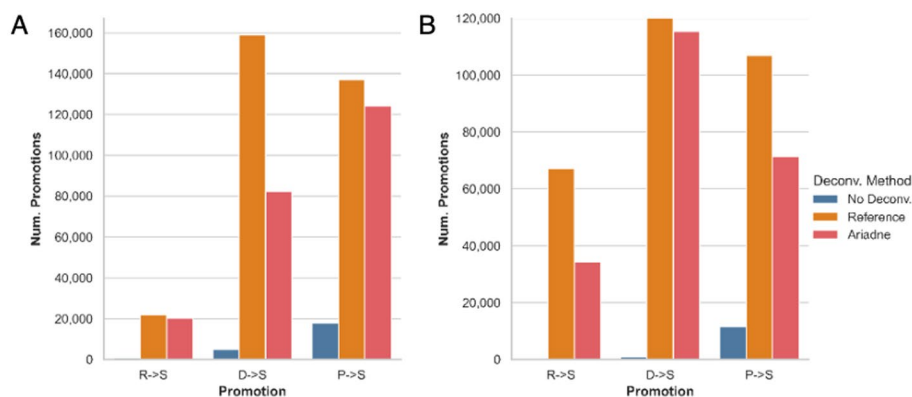 A
Num. Promotions
160,000
140,000
120,000
100,000
80,000
60,000
40,000
20,000
0
R->S
D->S
P->S
Promotion
B
Num. Promotions
120,000
100,000
80,000
60,000
40,000
20,000
0
R->S
D->S
P->S
Promotion
Deconv. Method
No Deconv.
Reference
Ariadne